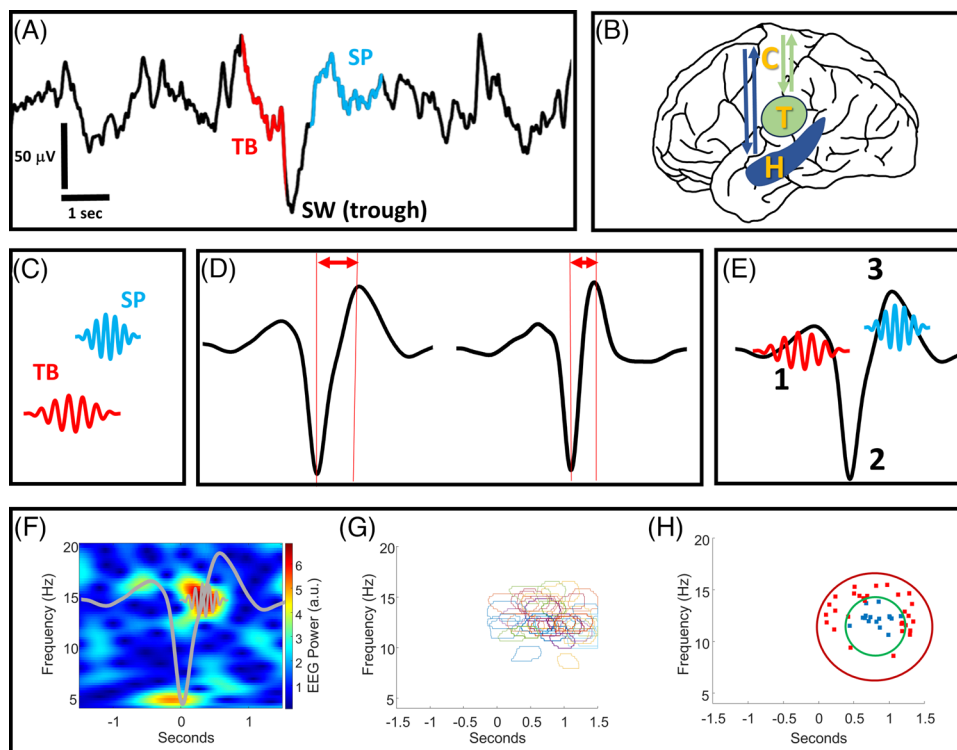 (A)
SP
TB
50 µV
1 sec
SW (trough)
(B)
C
T
H
(C)
SP
TB
(D)
(E)
3
1
2
(F)
20
15
10
5
Frequency (Hz)
-1
0
1
Seconds
6
5
4
3
2
1
EEG Power (a.u.)
(G)
20
15
10
5
Frequency (Hz)
-1.5
-1
-0.5
0
0.5
1
1.5
Seconds
(H)
20
15
10
5
Frequency (Hz)
-1.5
-1
-0.5
0
0.5
1
1.5
Seconds